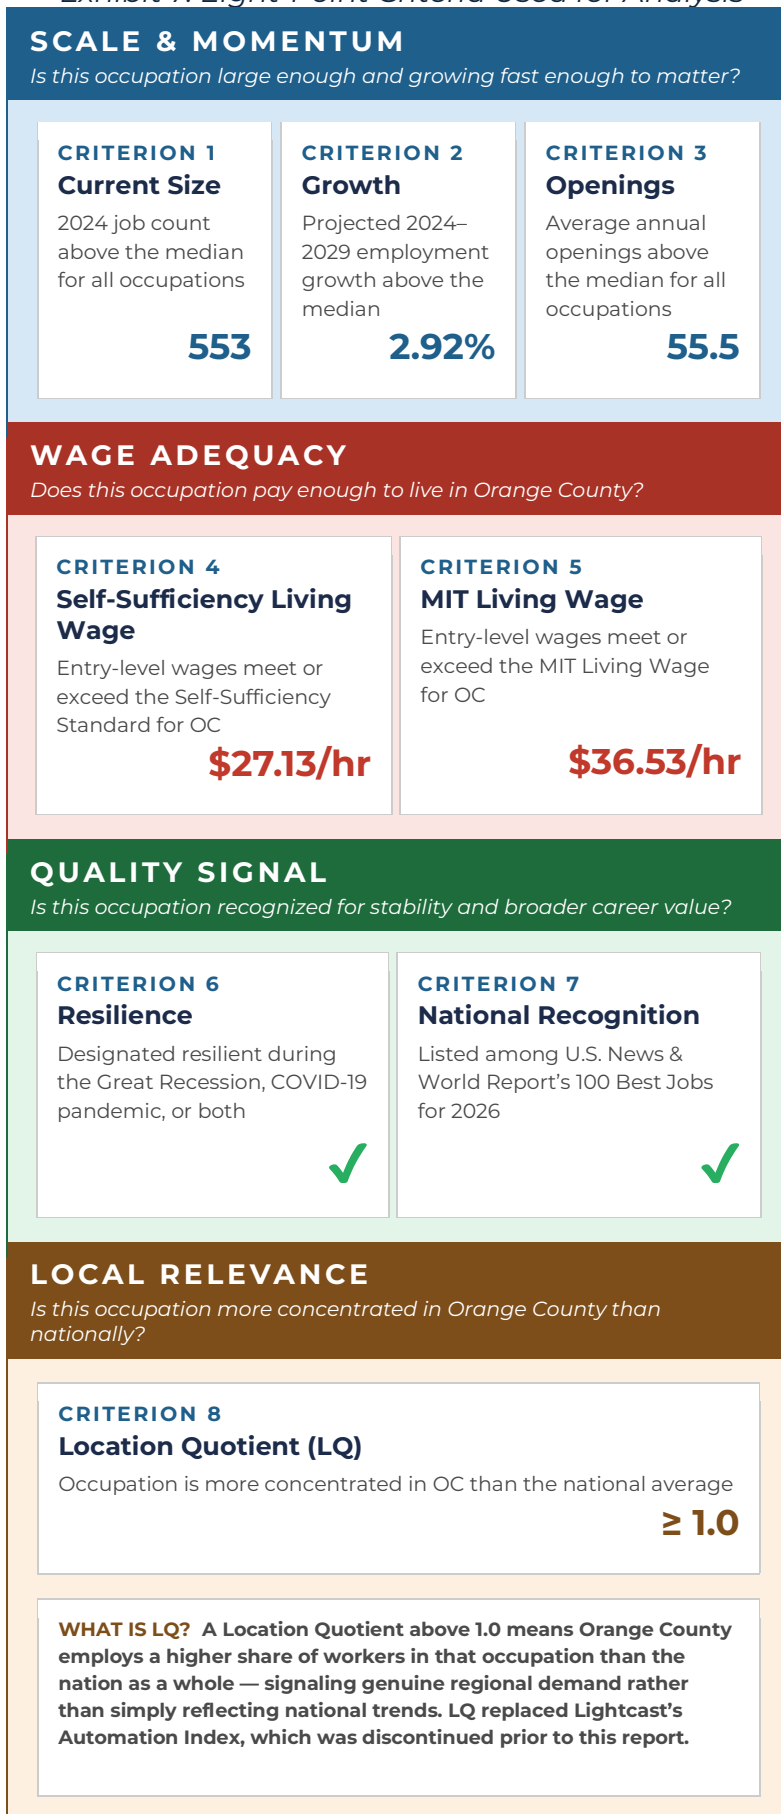 Exhibit 7: Eight-Point Criteria Used for Analysis
SCALE & MOMENTUM
Is this occupation large enough and growing fast enough to matter?
CRITERION 1
Current Size
2024 job count
above the median
for all occupations
553
CRITERION 2
Growth
Projected 2024–
2029 employment
growth above the
median
2.92%
CRITERION 3
Openings
Average annual
openings above
the median for all
occupations
55.5
WAGE ADEQUACY
Does this occupation pay enough to live in Orange County?
CRITERION 4
Self-Sufficiency Living
Wage
Entry-level wages meet or
exceed the Self-Sufficiency
Standard for OC
$27.13/hr
CRITERION 5
MIT Living Wage
Entry-level wages meet or
exceed the MIT Living Wage
for OC
$36.53/hr
QUALITY SIGNAL
Is this occupation recognized for stability and broader career value?
CRITERION 6
Resilience
Designated resilient during
the Great Recession, COVID-19
pandemic, or both
✓
CRITERION 7
National Recognition
Listed among U.S. News &
World Report’s 100 Best Jobs
for 2026
✓
LOCAL RELEVANCE
Is this occupation more concentrated in Orange County than
nationally?
CRITERION 8
Location Quotient (LQ)
Occupation is more concentrated in OC than the national average
≥ 1.0
WHAT IS LQ? A Location Quotient above 1.0 means Orange County
employs a higher share of workers in that occupation than the
nation as a whole — signaling genuine regional demand rather
than simply reflecting national trends. LQ replaced Lightcast’s
Automation Index, which was discontinued prior to this report.